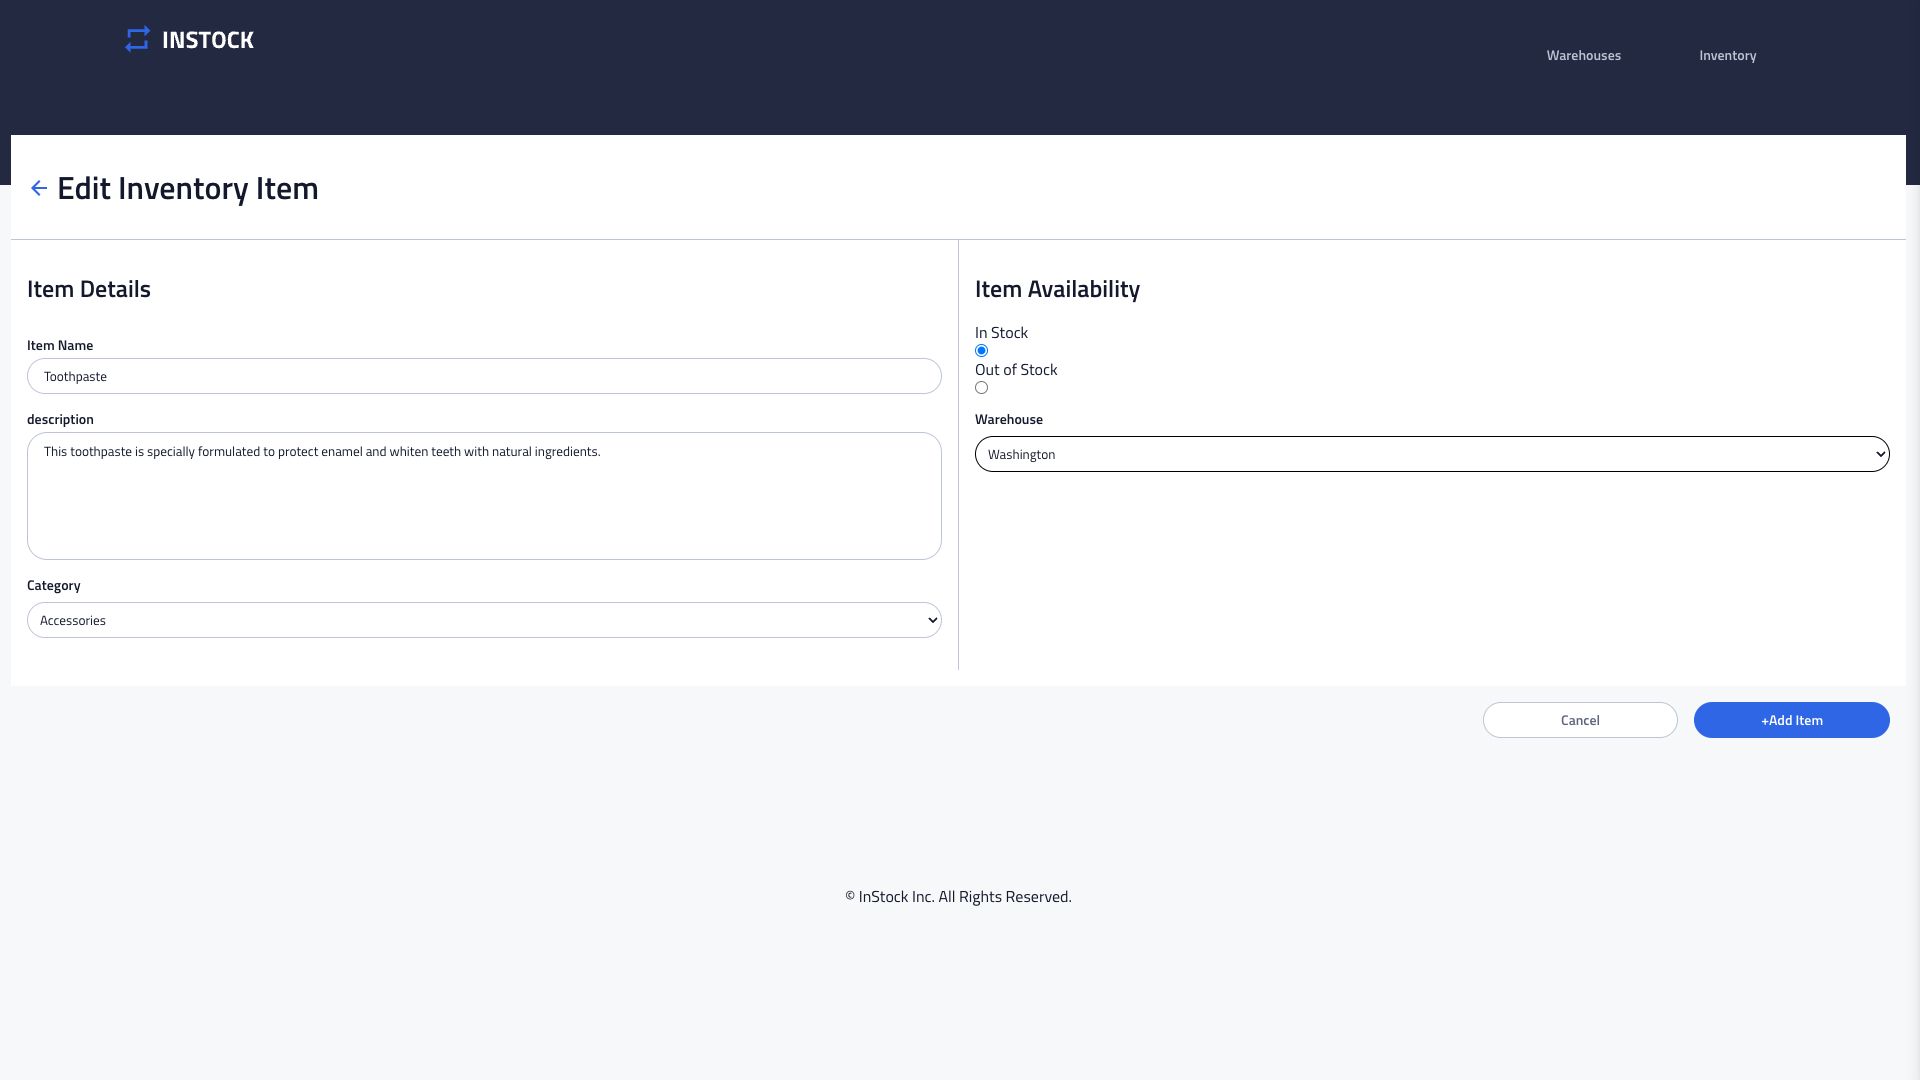 INSTOCK
Warehouses
Inventory
Edit Inventory Item
Item Details
Item Name
Toothpaste
description
This toothpaste is specially formulated to protect enamel and whiten teeth with natural ingredients.
Category
Accessories
Item Availability
In Stock
Out of Stock
Warehouse
Washington
Cancel
+Add Item
© InStock Inc. All Rights Reserved.